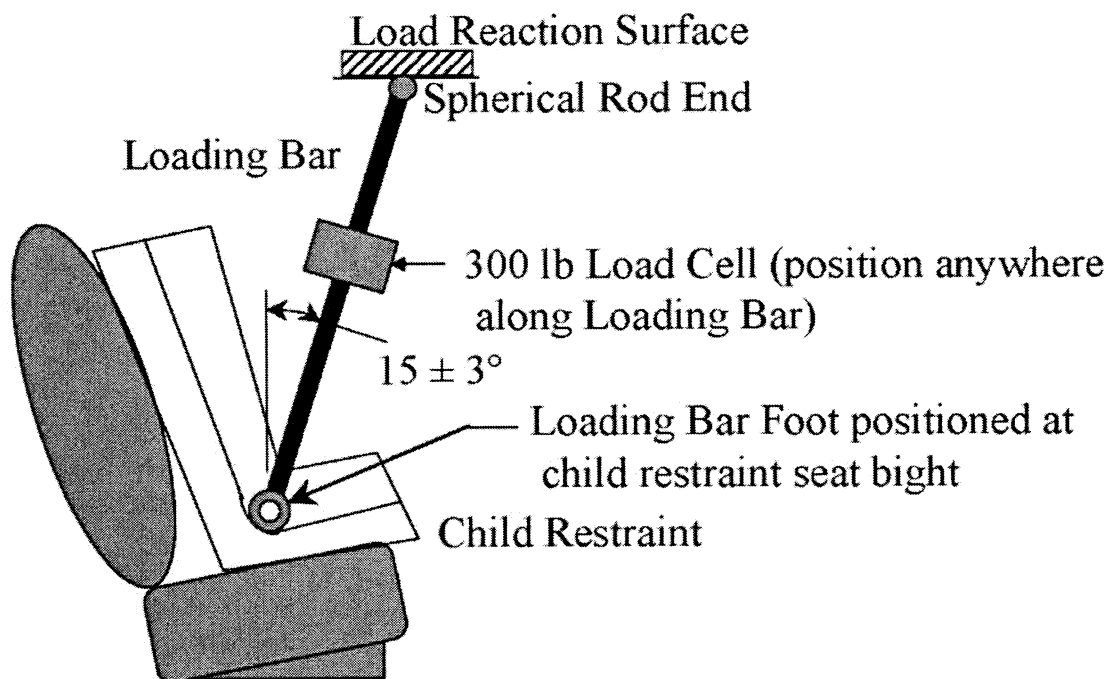 Load Reaction Surface
Spherical Rod End
Loading Bar
300 lb Load Cell (position anywhere
along Loading Bar)
15 ± 3°
Loading Bar Foot positioned at
child restraint seat bight
Child Restraint